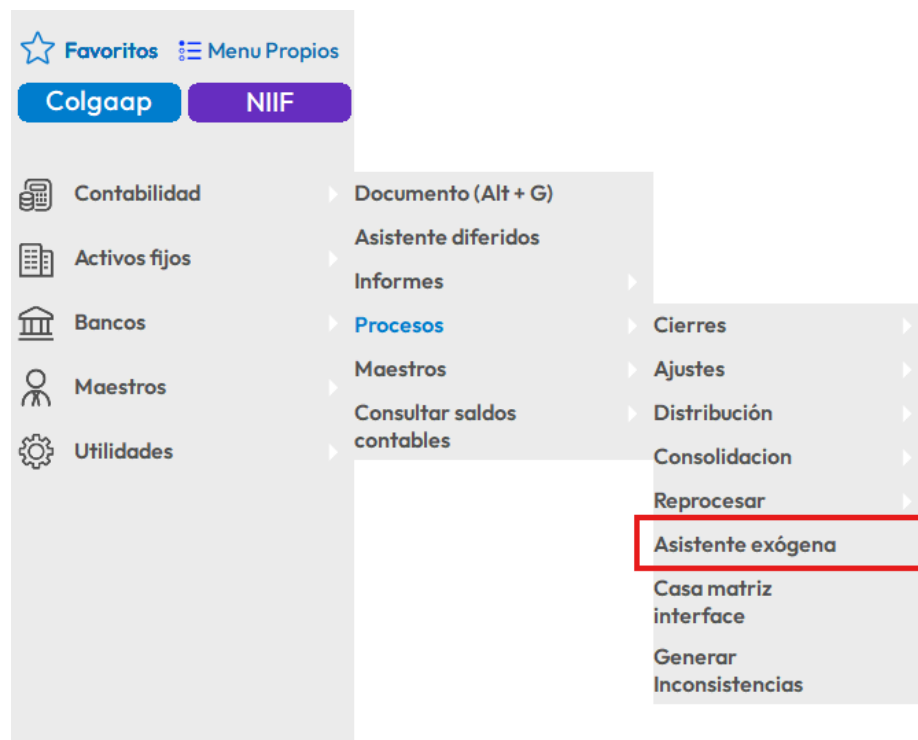 Favoritos Menu Propios
Colgaap NIIF
Contabilidad
Activos fijos
Bancos
Maestros
Utilidades
Documento (Alt + G)
Asistente diferidos
Informes
Procesos
Maestros
Consultar saldos
contables
Cierres
Ajustes
Distribución
Consolidacion
Reprocesar
Asistente exógena
Casa matriz
interface
Generar
Inconsistencias